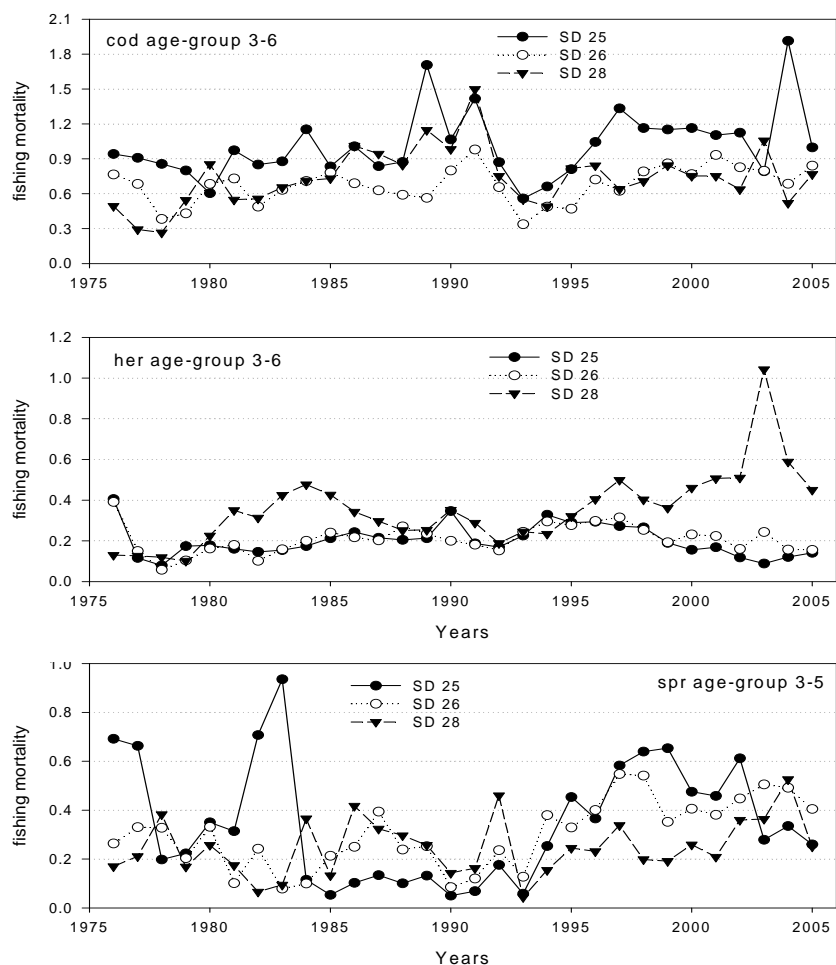 2.1
cod age-group 3-6
SD 25
1.8
SD 26
SD 28
1.5
1.2
0.9
0.6
0.3
0.0
fishing mortality
1975 1980 1985 1990 1995 2000 2005
1.2
her age-group 3-6
SD 25
SD 26
1.0
SD 28
0.8
0.6
0.4
0.2
0.0
fishing mortality
1975 1980 1985 1990 1995 2000 2005
Years
1.0
SD 25
spr age-group 3-5
SD 26
SD 28
0.8
0.6
0.4
0.2
0.0
fishing mortality
1975 1980 1985 1990 1995 2000 2005
Years